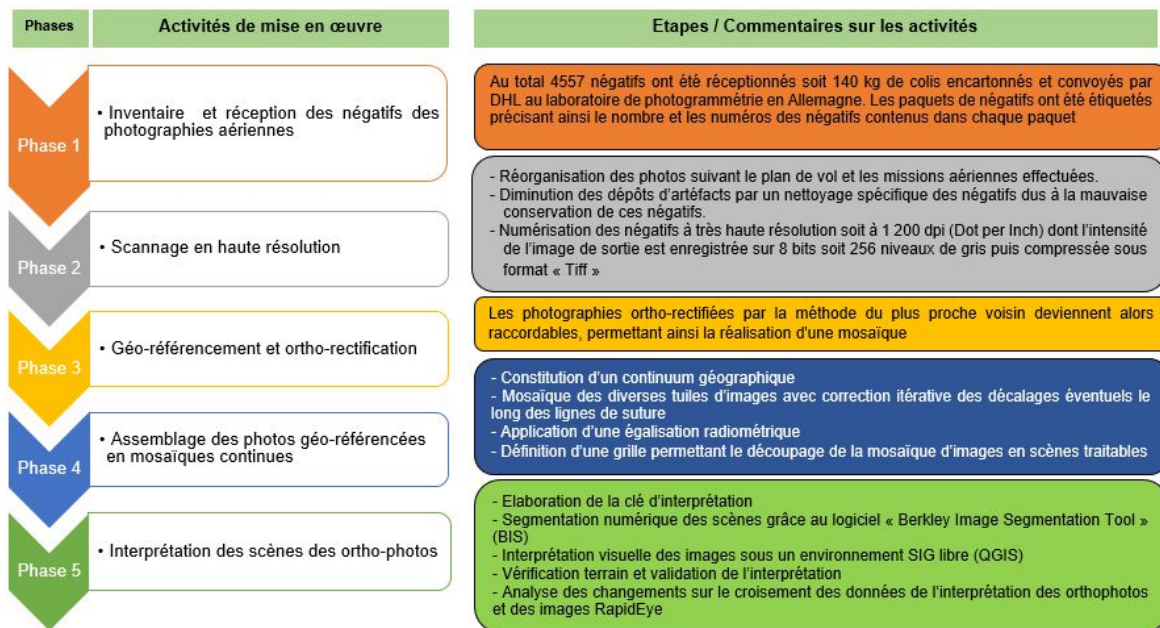 Phases
Activités de mise en œuvre
Etapes / Commentaires sur les activités
Phase 1
• Inventaire et réception des négatifs des
photographies aériennes
Au total 4557 négatifs ont été réceptionnés soit 140 kg de colis encartonnés et convoyés par
DHL au laboratoire de photogrammétrie en Allemagne. Les paquets de négatifs ont été étiquetés
précisant ainsi le nombre et les numéros des négatifs contenus dans chaque paquet
Phase 2
• Scannage en haute résolution
- Réorganisation des photos suivant le plan de vol et les missions aériennes effectuées.
- Diminution des dépôts d'artéfacts par un nettoyage spécifique des négatifs dus à la mauvaise
conservation de ces négatifs.
- Numérisation des négatifs à très haute résolution soit à 1 200 dpi (Dot per Inch) dont l'intensité
de l'image de sortie est enregistrée sur 8 bits soit 256 niveaux de gris puis compressée sous
format « Tiff »
Phase 3
• Géo-référencement et ortho-rectification
Les photographies ortho-rectifiées par la méthode du plus proche voisin deviennent alors
raccordables, permettant ainsi la réalisation d'une mosaïque
Phase 4
• Assemblage des photos géo-référencées
en mosaïques continues
- Constitution d'un continuum géographique
- Mosaïque des diverses tuiles d'images avec correction itérative des décalages éventuels le
long des lignes de suture
- Application d'une égalisation radiométrique
- Définition d'une grille permettant le découpage de la mosaïque d'images en scènes traitables
Phase 5
• Interprétation des scènes des ortho-photos
- Elaboration de la clé d'interprétation
- Segmentation numérique des scènes grâce au logiciel « Berkley Image Segmentation Tool »
(BIS)
- Interprétation visuelle des images sous un environnement SIG libre (QGIS)
- Vérification terrain et validation de l'interprétation
- Analyse des changements sur le croisement des données de l'interprétation des orthophotos
et des images RapidEye